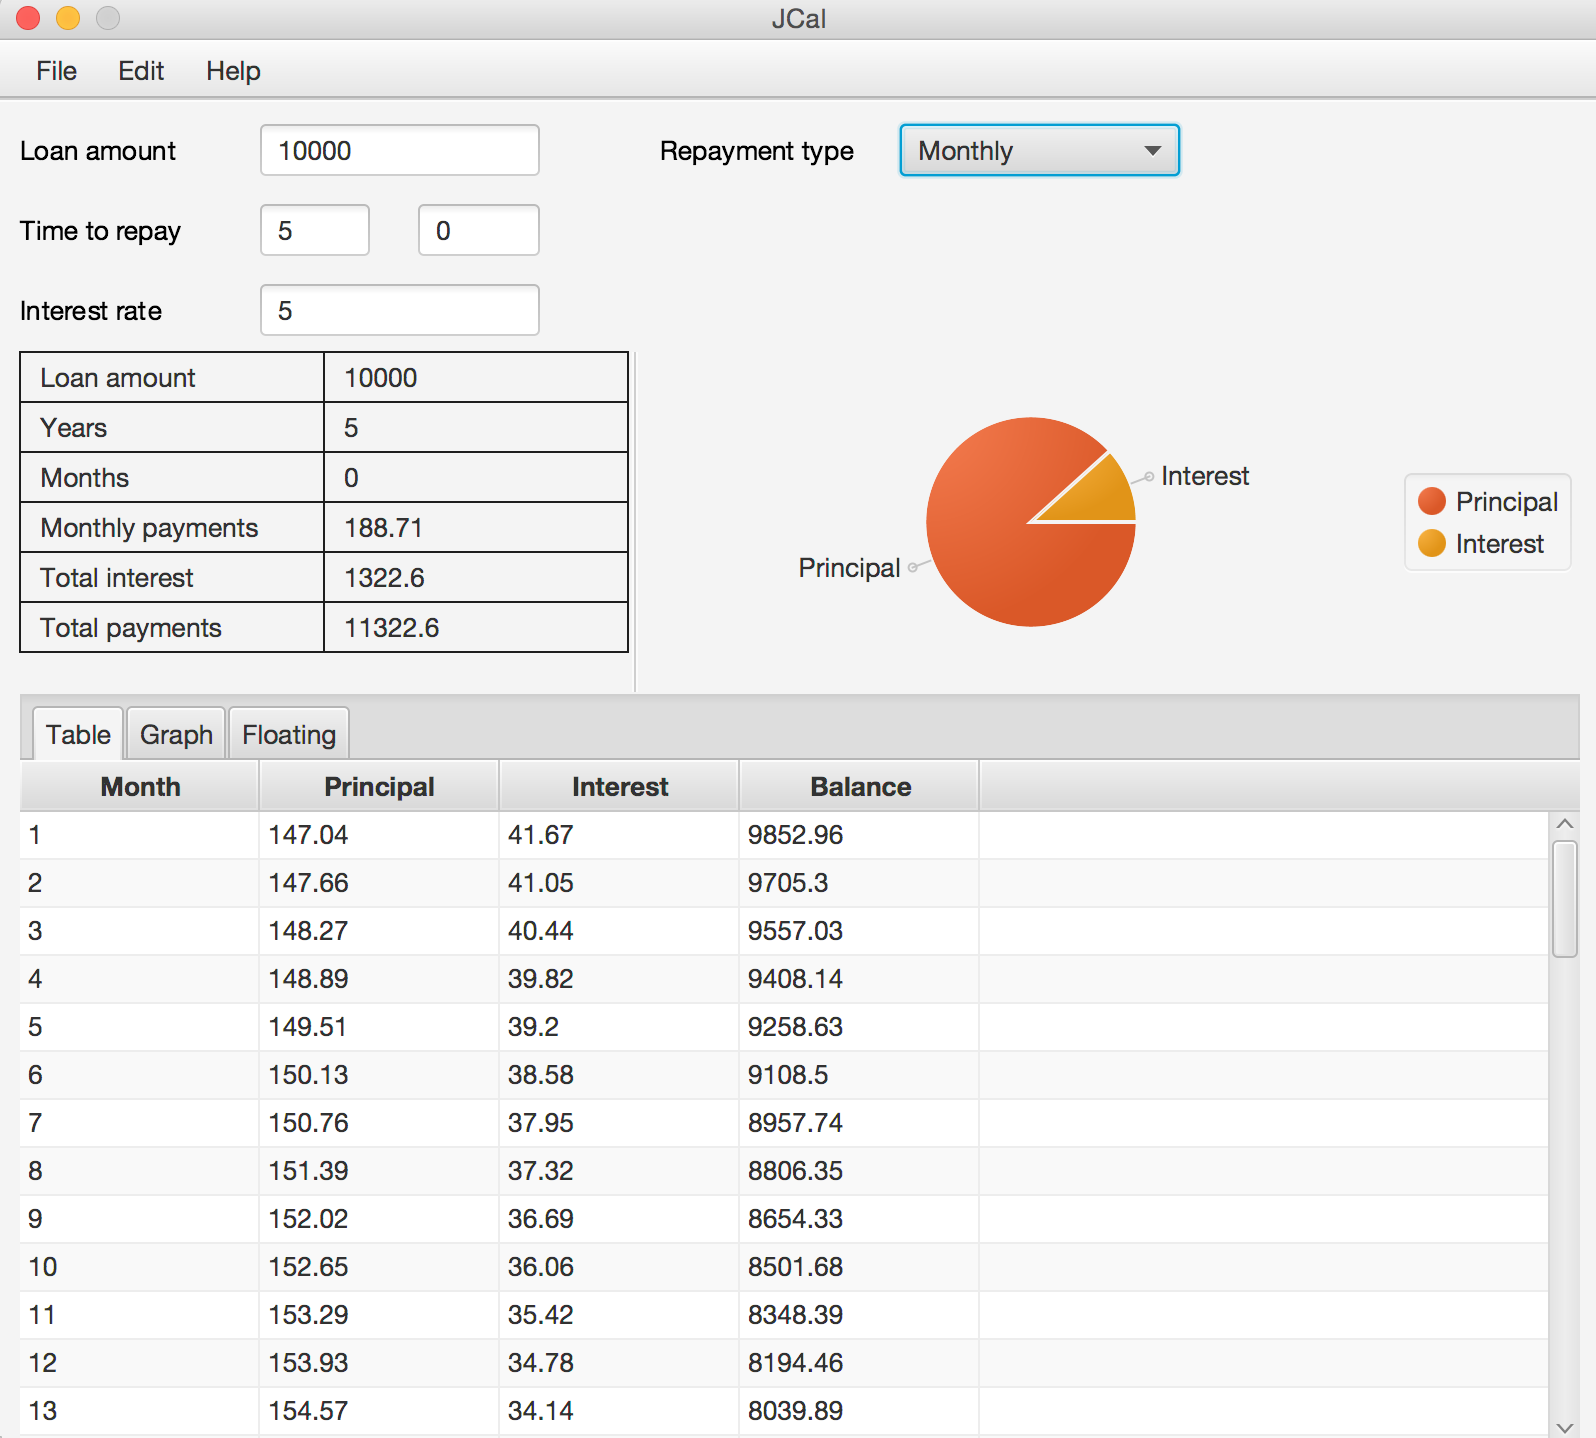 JCal
File Edit Help
Loan amount 10000 Repayment type Monthly
Time to repay 5 0
Interest rate 5
Loan amount 10000
Years 5
Months 0
Monthly payments 188.71
Total interest 1322.6
Total payments 11322.6
Interest
Principal
Principal
Interest
Table Graph Floating
Month Principal Interest Balance
1 147.04 41.67 9852.96
2 147.66 41.05 9705.3
3 148.27 40.44 9557.03
4 148.89 39.82 9408.14
5 149.51 39.2 9258.63
6 150.13 38.58 9108.5
7 150.76 37.95 8957.74
8 151.39 37.32 8806.35
9 152.02 36.69 8654.33
10 152.65 36.06 8501.68
11 153.29 35.42 8348.39
12 153.93 34.78 8194.46
13 154.57 34.14 8039.89